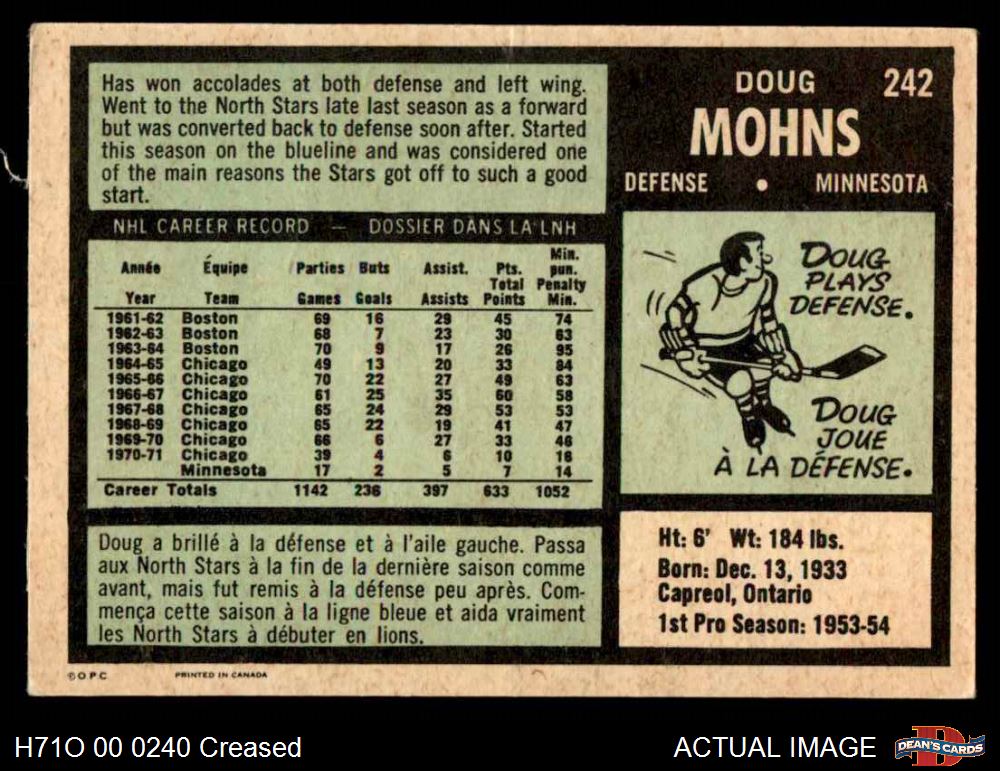 Has won accolades at both defense and left wing.
Went to the North Stars late last season as a forward
but was converted back to defense soon after. Started
this season on the blueline and was considered one
of the main reasons the Stars got off to such a good
start.
DOUG 242
MOHNS
DEFENSE • MINNESOTA
NHL CAREER RECORD — DOSSIER DANS LA LNH
Année Équipe Parties Buts Assist. Pts. Total Min. pun.
Year Team Games Goals Assists Points Penalty Min.
1961-62 Boston 69 16 29 45 74
1962-63 Boston 68 7 23 30 63
1963-64 Boston 70 9 17 26 95
1964-65 Chicago 49 13 20 33 84
1965-66 Chicago 70 22 27 49 63
1966-67 Chicago 61 25 35 60 58
1967-68 Chicago 65 24 29 53 53
1968-69 Chicago 65 22 19 41 47
1969-70 Chicago 66 6 27 33 46
1970-71 Chicago 39 4 6 10 16
Minnesota 17 2 5 7 14
Career Totals 1142 236 397 633 1052
DOUG
PLAYS
DEFENSE.
DOUG
JOUE
À LA DÉFENSE.
Doug a brillé à la défense et à l'aile gauche. Passa
aux North Stars à la fin de la dernière saison comme
avant, mais fut remis à la défense peu après. Com-
mença cette saison à la ligne bleue et aida vraiment
les North Stars à débuter en lions.
Ht: 6' Wt: 184 lbs.
Born: Dec. 13, 1933
Capreol, Ontario
1st Pro Season: 1953-54
© O P C PRINTED IN CANADA
H71O 00 0240 Creased
ACTUAL IMAGE
D
DEAN'S CARDS